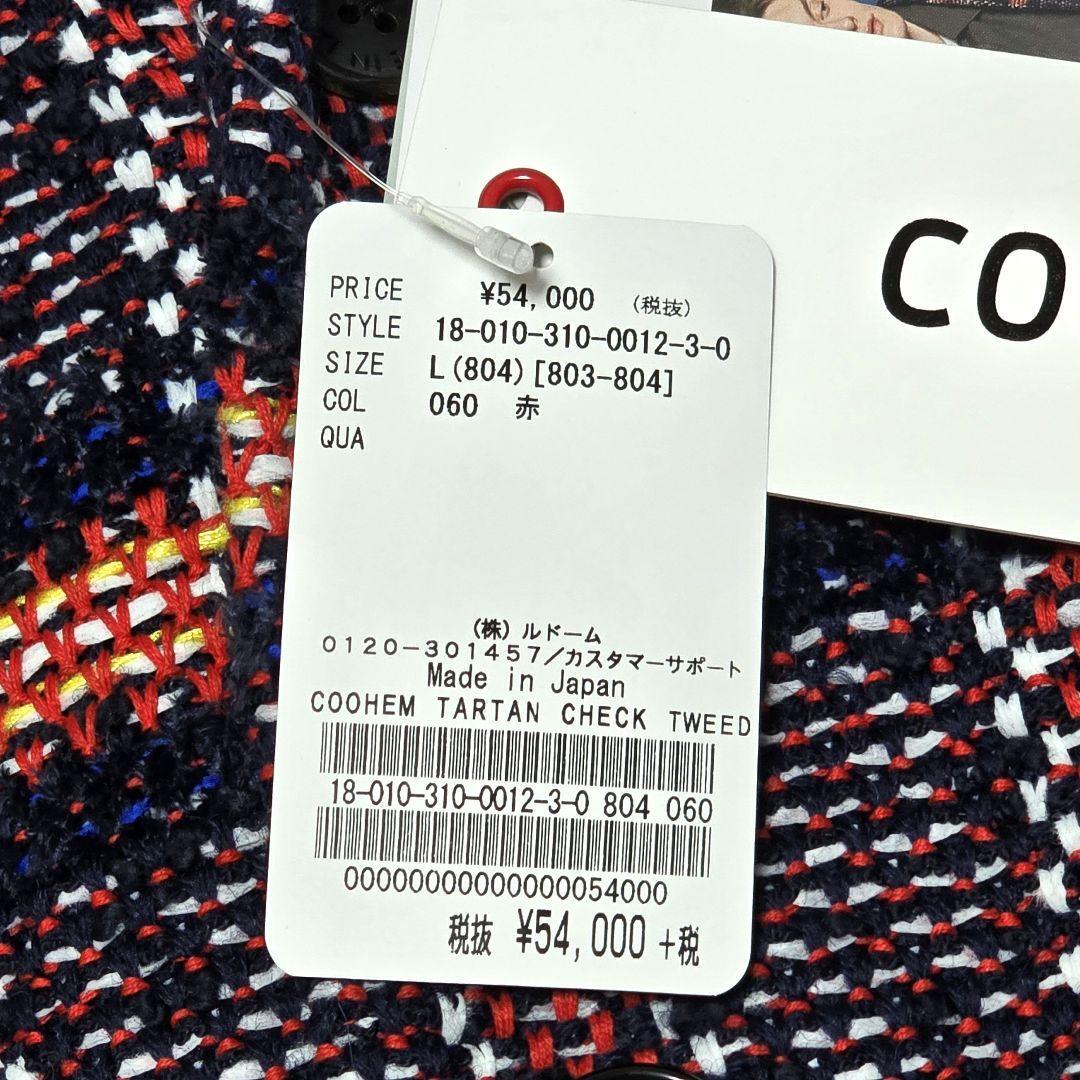 CO
PRICE ¥54,000 (税抜)
STYLE 18-010-310-0012-3-0
SIZE L(804)[803-804]
COL 060 赤
QUA
(株)ルドーム
0120-301457/カスタマーサポート
Made in Japan
COOHEM TARTAN CHECK TWEED
18-010-310-0012-3-0 804 060
00000000000000054000
税抜 ¥54,000 +税